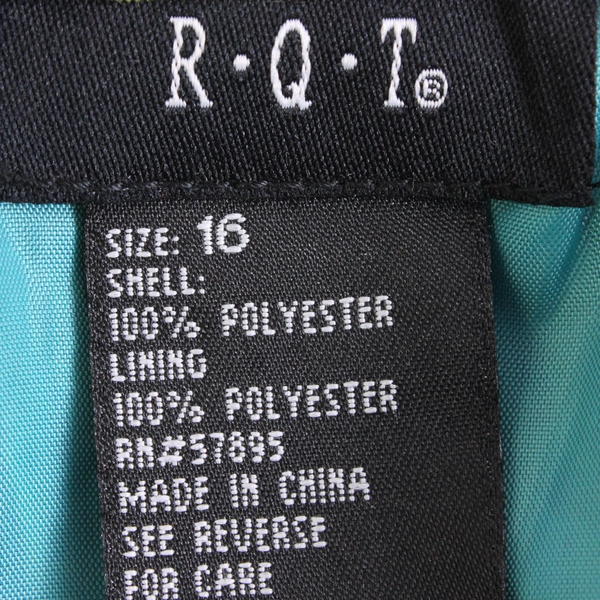 R·Q·T®
SIZE: 16
SHELL:
100% POLYESTER
LINING
100% POLYESTER
RN#57895
MADE IN CHINA
SEE REVERSE
FOR CARE